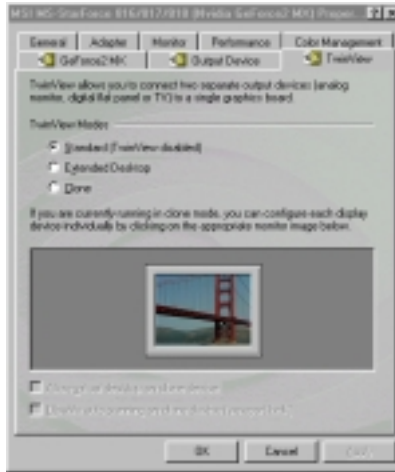 MSI MS-StarForce 816/817/818 (Nvidia GeForce2 MX) Proper...
General Adapter Monitor Performance Color Management
GeForce2 MX Output Device TwinView
TwinView allows you to connect two separate output devices (analog
monitor, digital flat panel or TV) to a single graphics board.
TwinView Modes
Standard (TwinView disabled)
Extended Desktop
Clone
If you are currently running in clone mode, you can configure each display
device individually by clicking on the appropriate monitor image below.
OK Cancel Apply